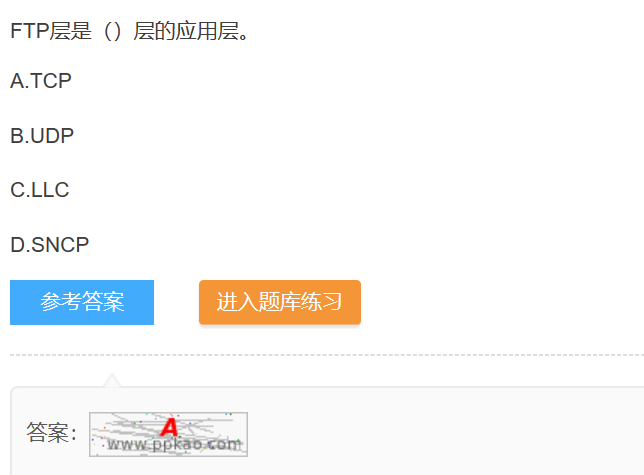 FTP层是（）层的应用层。
A.TCP
B.UDP
C.LLC
D.SNCP
参考答案 进入题库练习
答案：A
www.ppkao.com